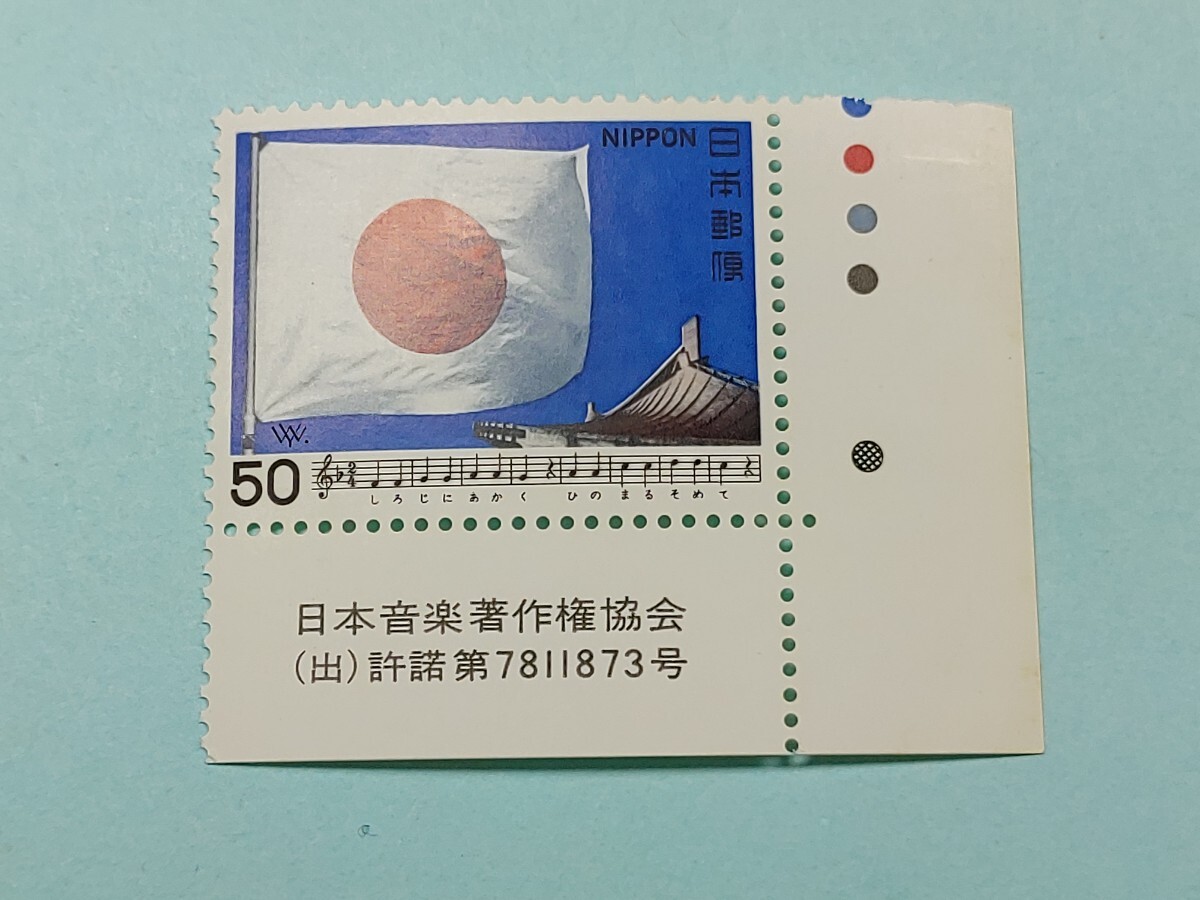 NIPPON
日本郵便
W.
50
しろじにあかく ひのまるそめて
日本音楽著作権協会
(出)許諾第7811873号